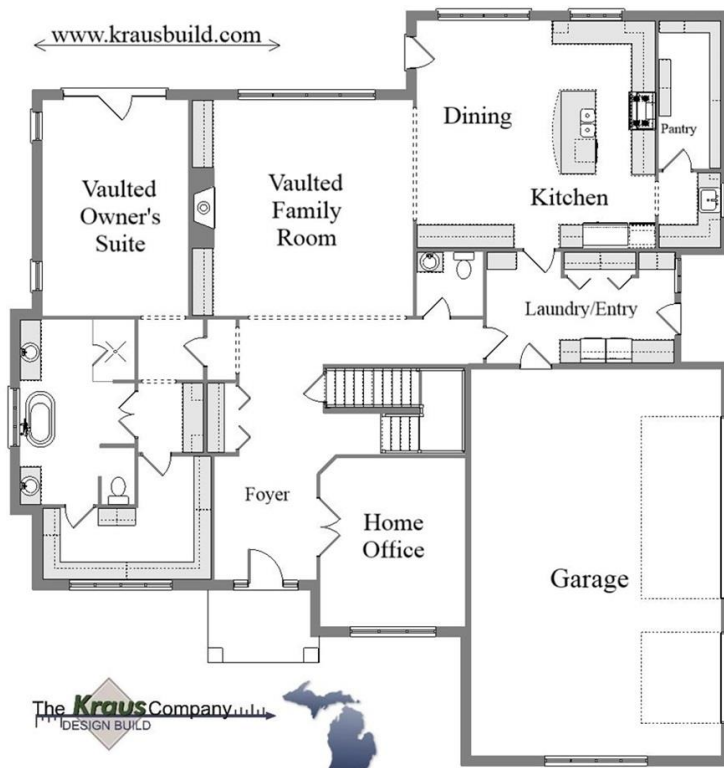 www.krausbuild.com
Dining
Pantry
Vaulted
Owner's
Suite
Vaulted
Family
Room
Kitchen
Laundry/Entry
Foyer
Home
Office
Garage
The Kraus Company
DESIGN BUILD